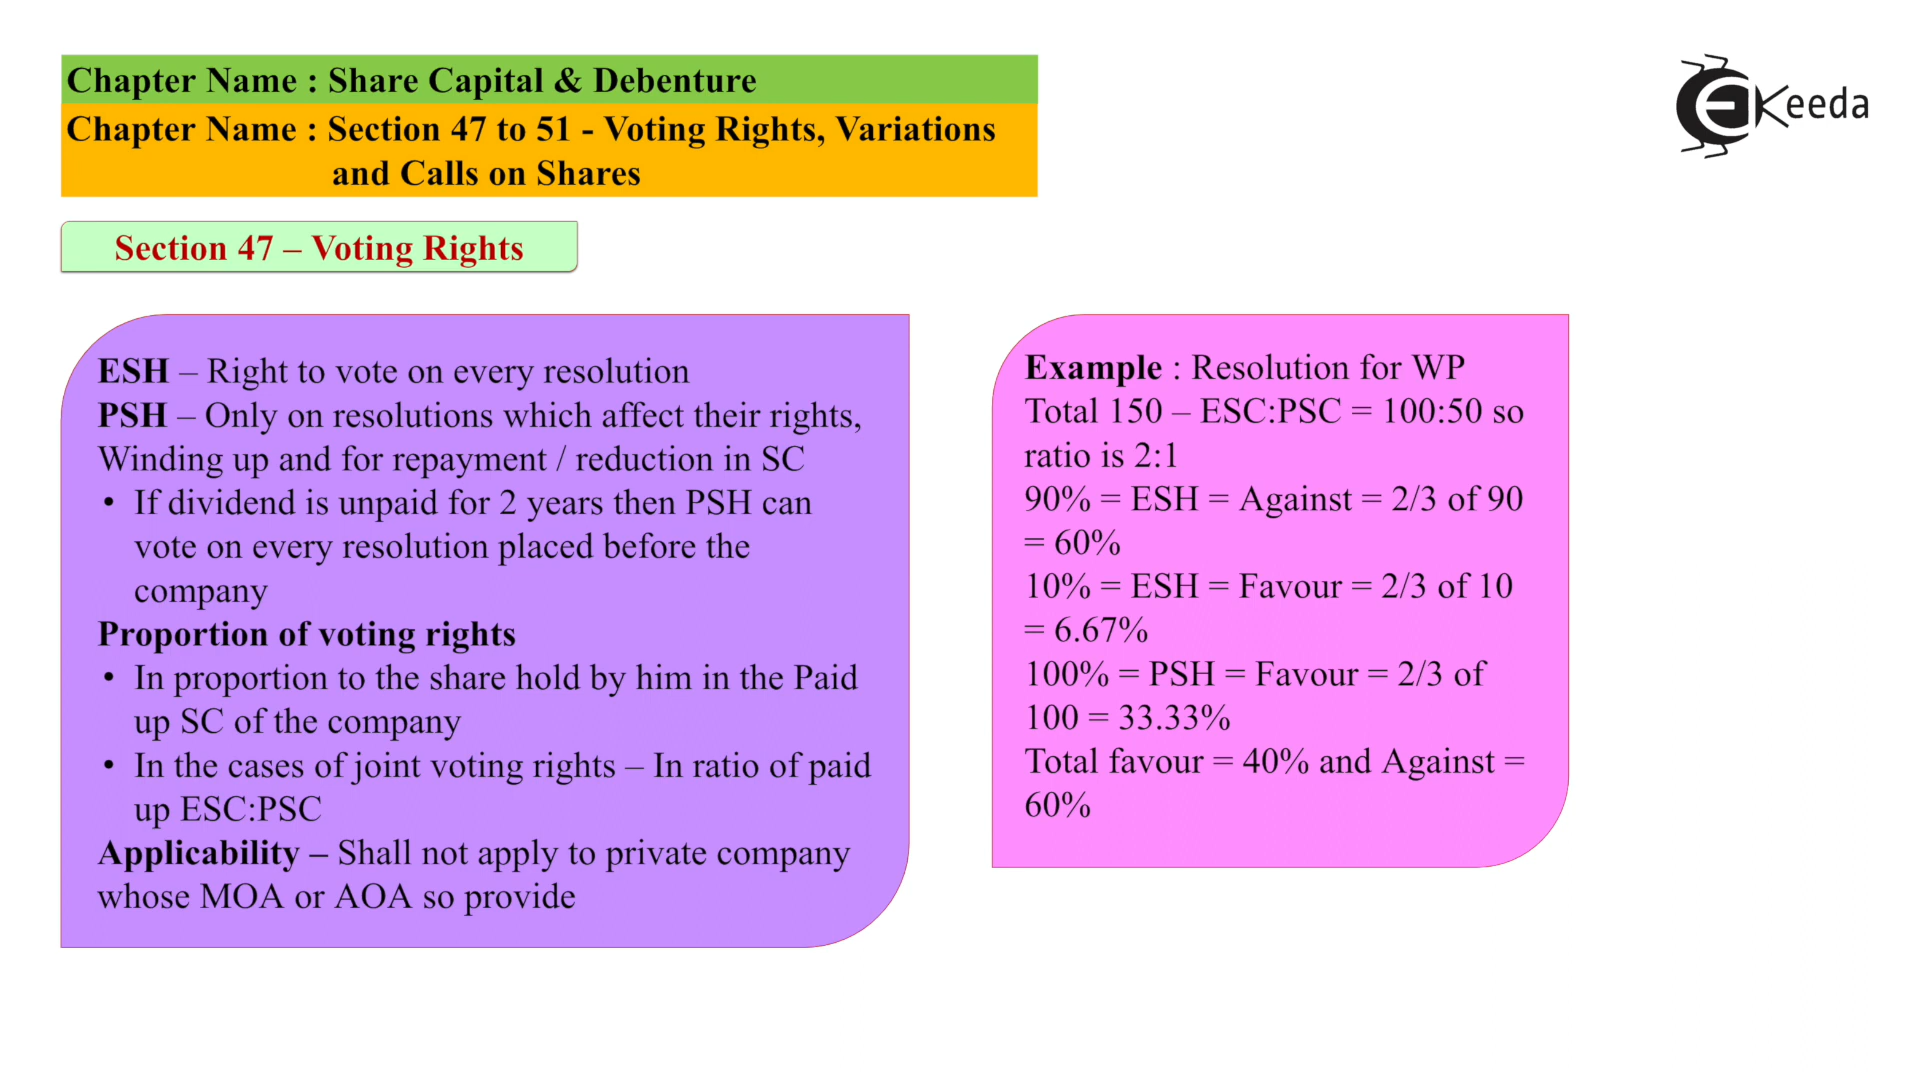 Chapter Name : Share Capital & Debenture
Chapter Name : Section 47 to 51 - Voting Rights, Variations
and Calls on Shares
Keeda
Section 47 – Voting Rights
ESH – Right to vote on every resolution
PSH – Only on resolutions which affect their rights,
Winding up and for repayment / reduction in SC
• If dividend is unpaid for 2 years then PSH can
vote on every resolution placed before the
company
Proportion of voting rights
• In proportion to the share hold by him in the Paid
up SC of the company
• In the cases of joint voting rights – In ratio of paid
up ESC:PSC
Applicability – Shall not apply to private company
whose MOA or AOA so provide
Example : Resolution for WP
Total 150 – ESC:PSC = 100:50 so
ratio is 2:1
90% = ESH = Against = 2/3 of 90
= 60%
10% = ESH = Favour = 2/3 of 10
= 6.67%
100% = PSH = Favour = 2/3 of
100 = 33.33%
Total favour = 40% and Against =
60%